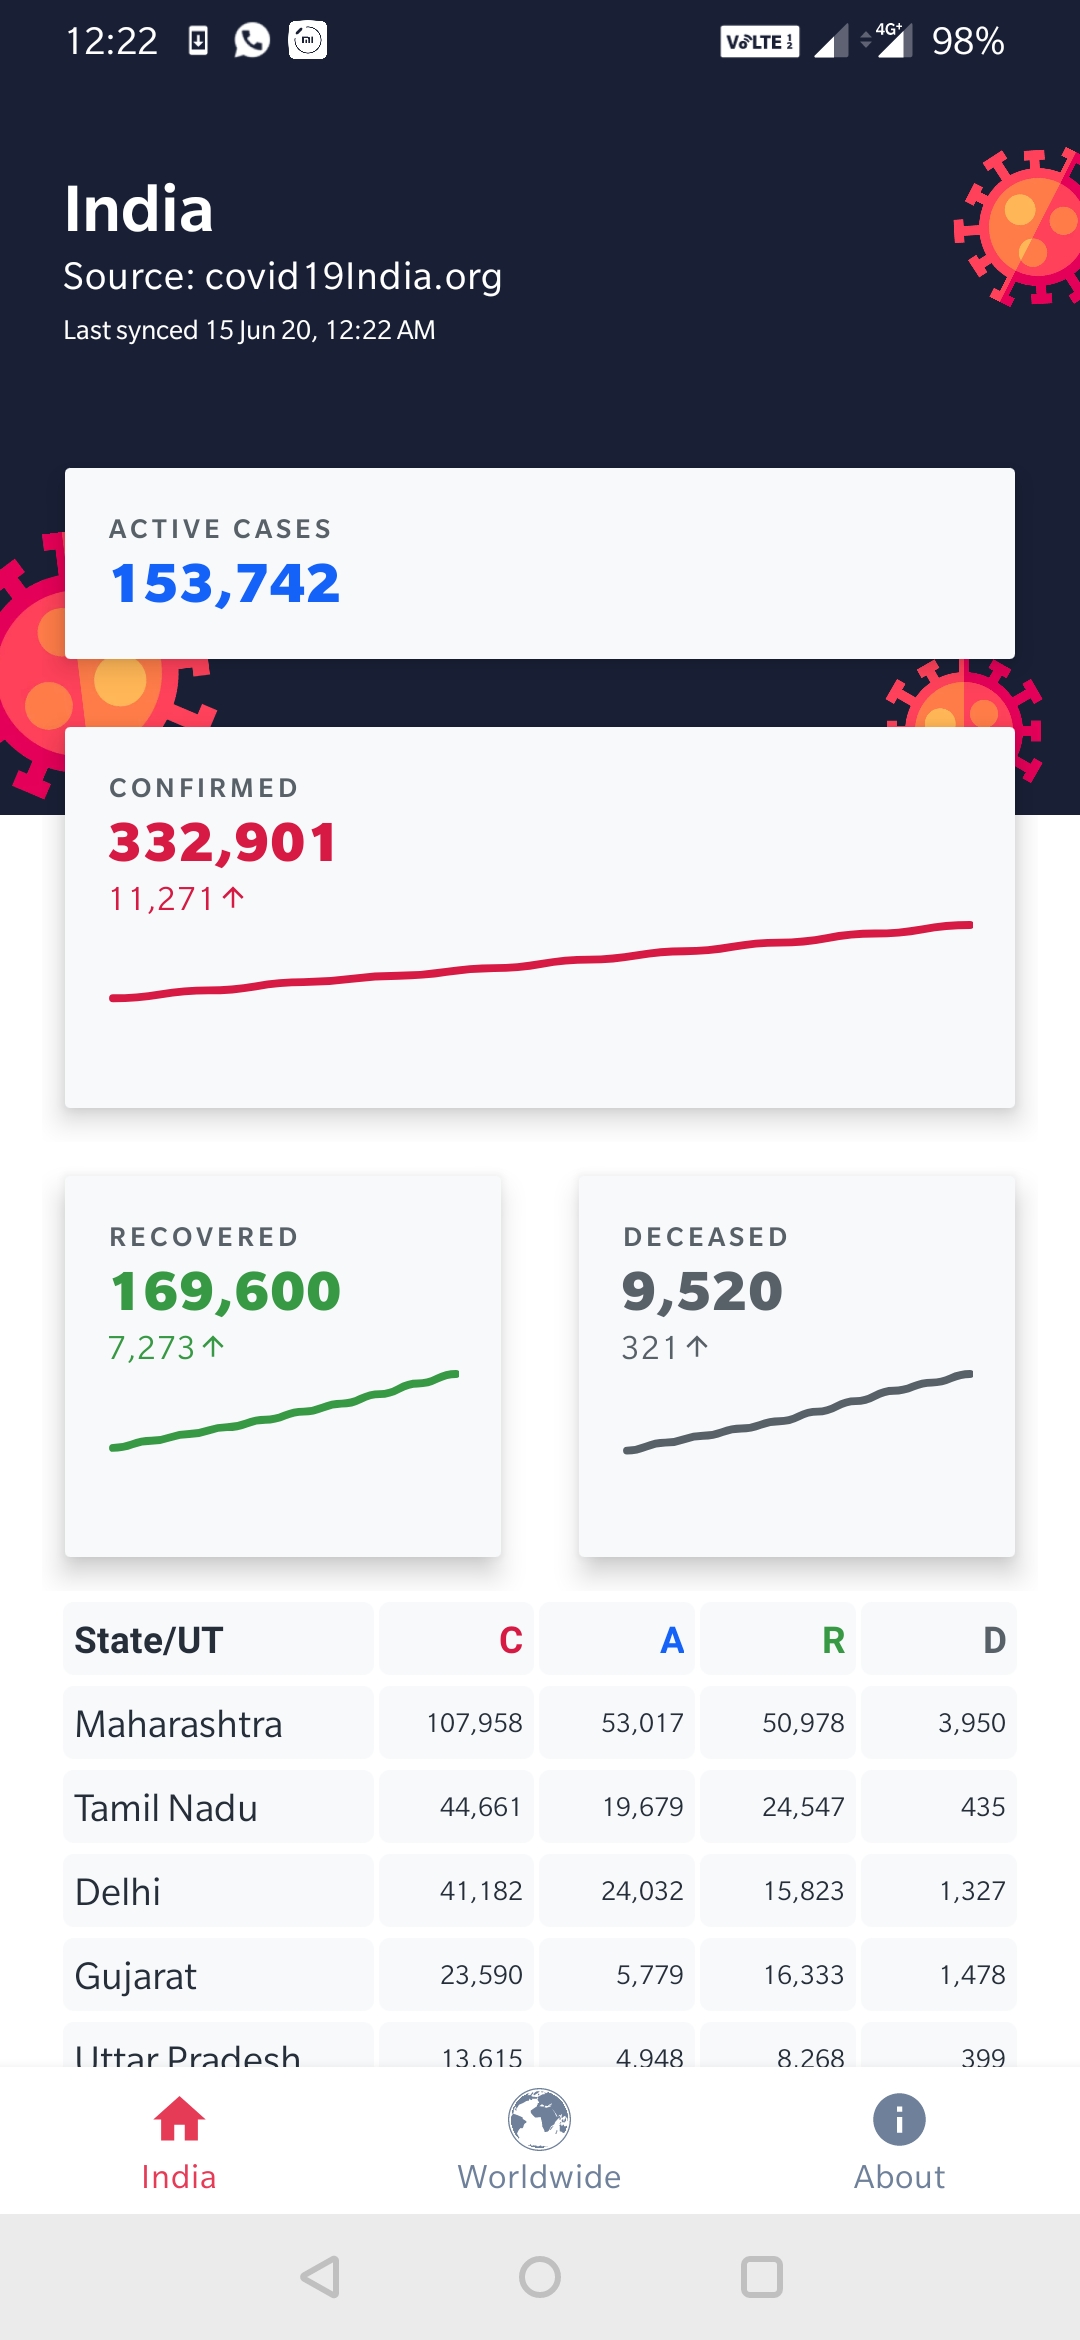 12:22
VoLTE 1 2 4G+ 98%
India
Source: covid19India.org
Last synced 15 Jun 20, 12:22 AM
ACTIVE CASES
153,742
CONFIRMED
332,901
11,271↑
RECOVERED
169,600
7,273↑
DECEASED
9,520
321↑
State/UT C A R D
Maharashtra 107,958 53,017 50,978 3,950
Tamil Nadu 44,661 19,679 24,547 435
Delhi 41,182 24,032 15,823 1,327
Gujarat 23,590 5,779 16,333 1,478
Uttar Pradesh 13,615 4,948 8,268 399
India Worldwide About